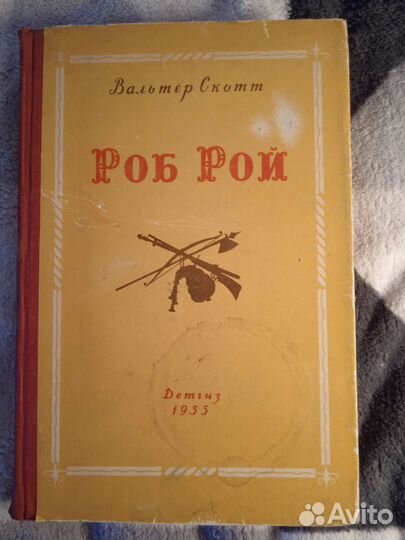 Вальтер Скотт
РОБ РОЙ
Детгиз
1955
Avito